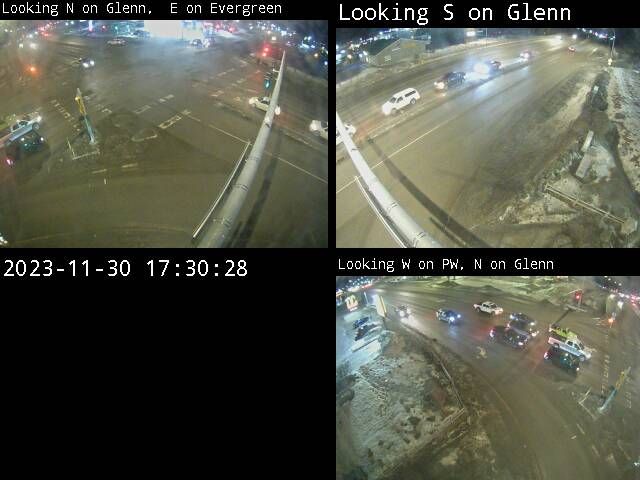 Looking N on Glenn, E on Evergreen
Looking S on Glenn
2023-11-30 17:30:28
Looking W on PW, N on Glenn